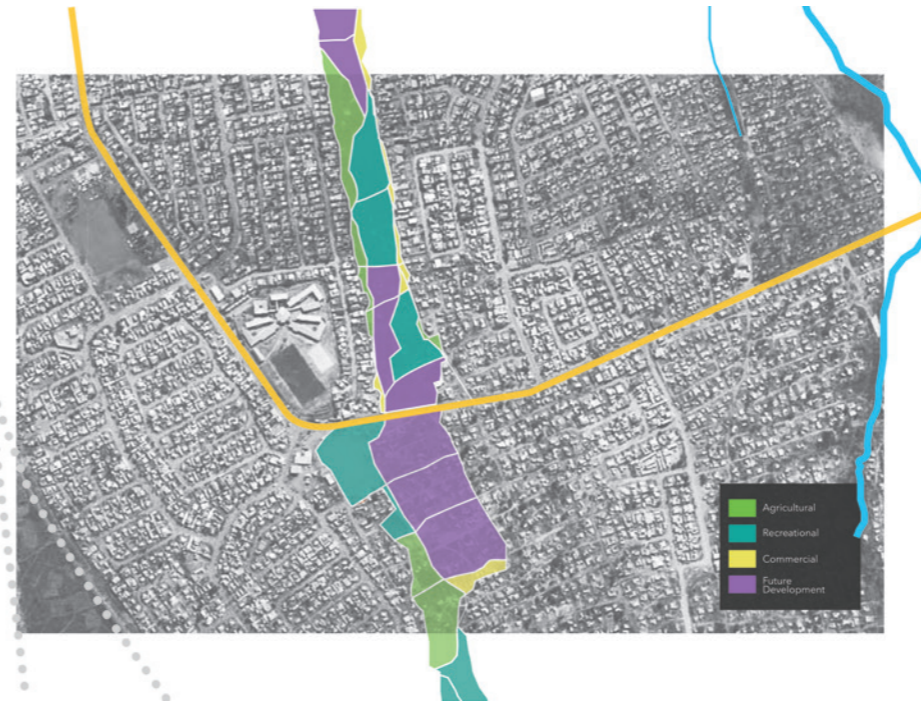 Agricultural
Recreational
Commercial
Future
Development